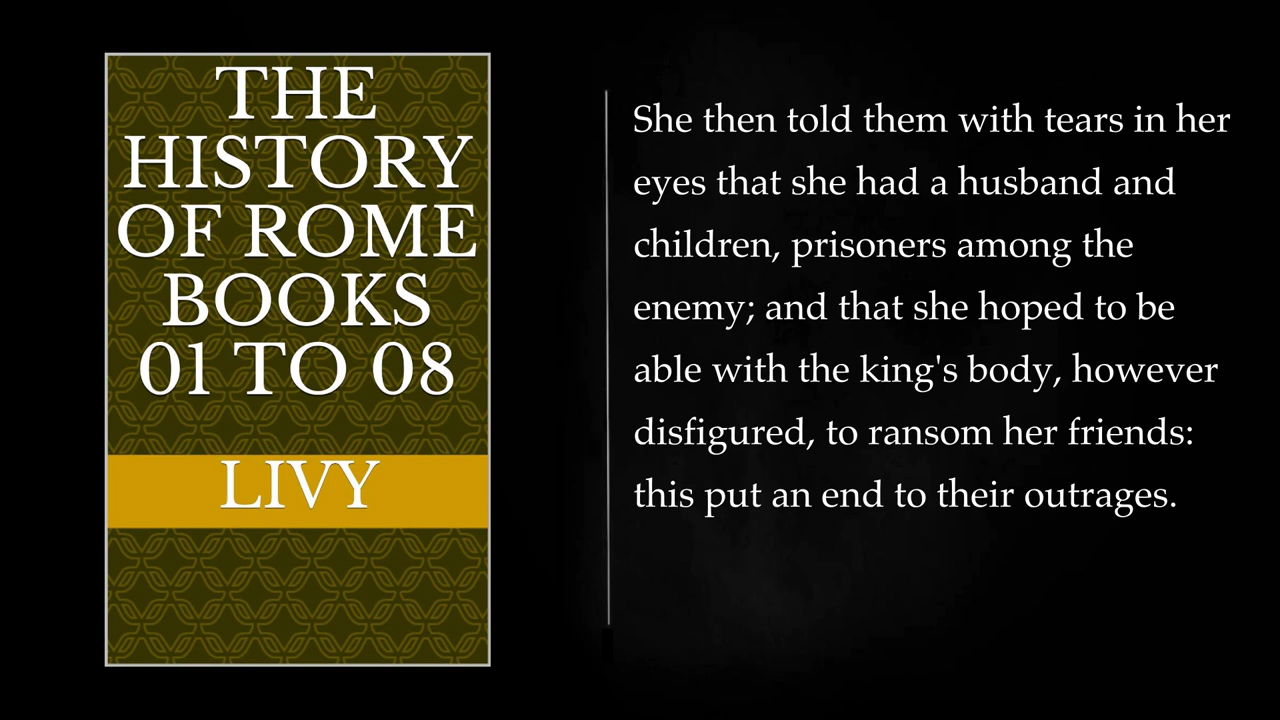 THE
HISTORY
OF ROME
BOOKS
01 TO 08
LIVY
She then told them with tears in her
eyes that she had a husband and
children, prisoners among the
enemy; and that she hoped to be
able with the king's body, however
disfigured, to ransom her friends:
this put an end to their outrages.